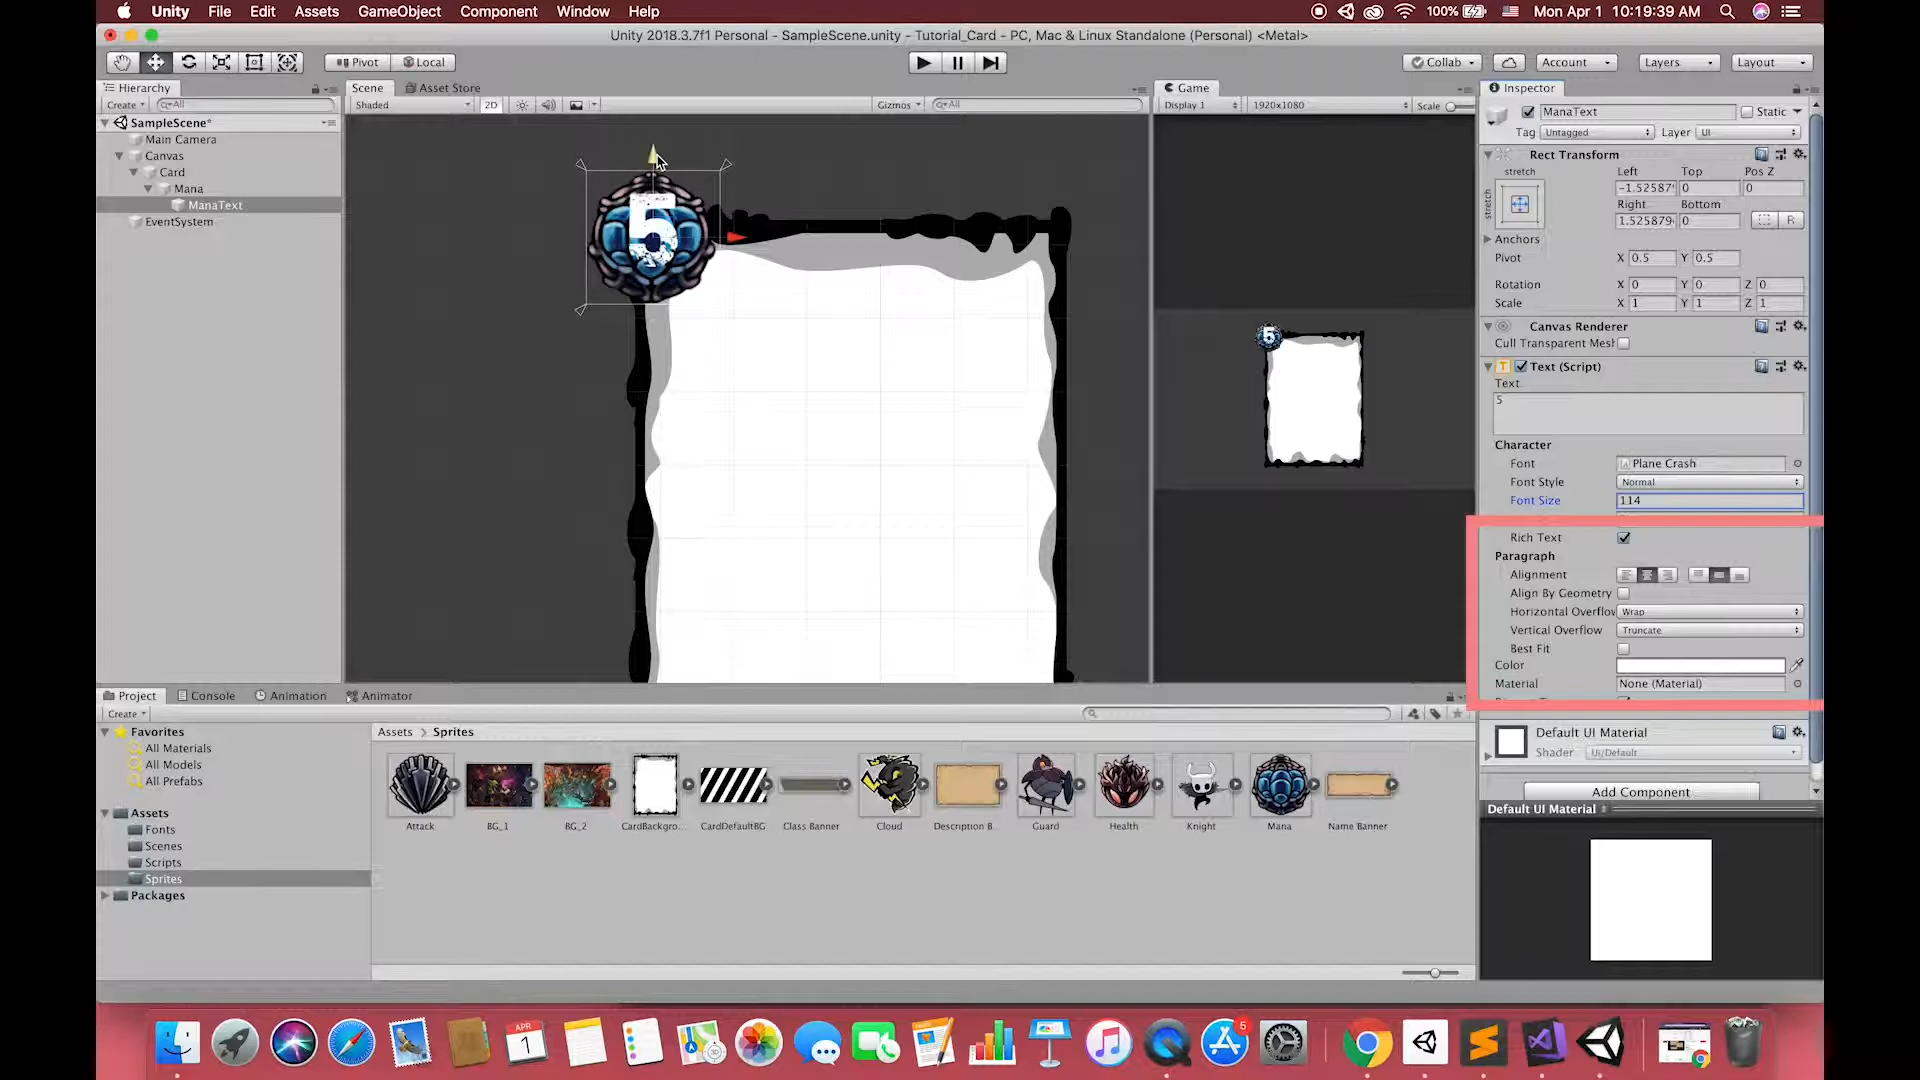 Unity File Edit Assets GameObject Component Window Help 100% Mon Apr 1 10:19:39 AM
Unity 2018.3.7f1 Personal - SampleScene.unity - Tutorial_Card - PC, Mac & Linux Standalone (Personal) <Metal>
Pivot Local Collab Account Layers Layout
Hierarchy Scene Asset Store Game Inspector
Create All Shaded 2D Gizmos All Display 1 1920x1080 Scale
SampleScene*
Main Camera
Canvas
Card
Mana
ManaText
EventSystem
5
5
ManaText Static
Tag Untagged Layer UI
Rect Transform
stretch Left Top Pos Z
stretch 0 0
Right Bottom
0 R
Anchors
Pivot X 0.5 Y 0.5
Rotation X 0 Y 0 Z 0
Scale X 1 Y 1 Z 1
Canvas Renderer
Cull Transparent Mesh
Text (Script)
Text
5
Character
Font Plane Crash
Font Style Normal
Font Size 114
Rich Text
Paragraph
Alignment
Align By Geometry
Horizontal Overflow Wrap
Vertical Overflow Truncate
Best Fit
Color
Material None (Material)
Default UI Material
Shader UI/Default
Add Component
Default UI Material
Project Console Animation Animator
Create
Favorites
All Materials
All Models
All Prefabs
Assets
Fonts
Scenes
Scripts
Sprites
Packages
Assets > Sprites
Attack BG_1 BG_2 CardBackgro... CardDefaultBG Class Banner Cloud Description B... Guard Health Knight Mana Name Banner
APR
1
5